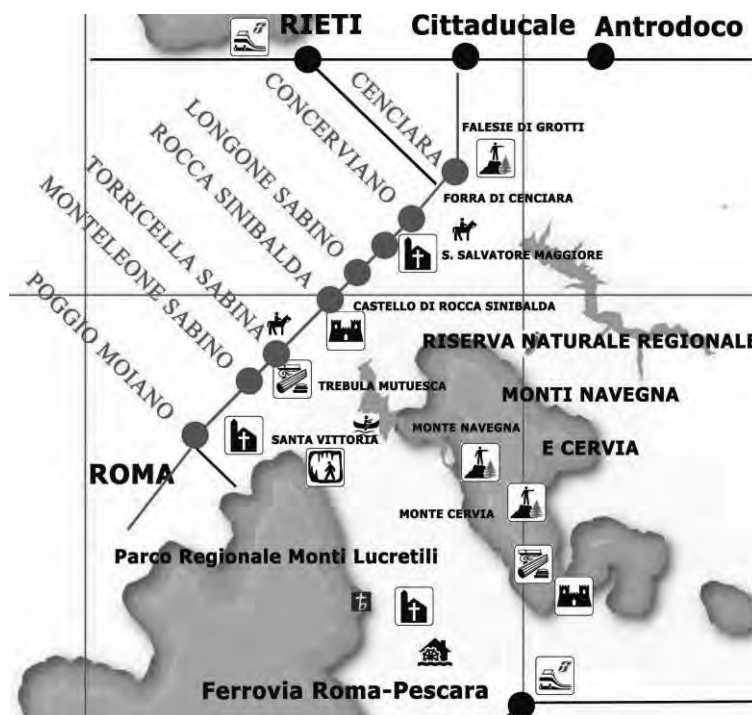 RIETI
Cittaducale
Antrodoco
CENCIARA
CONCERVIANO
LONGONE SABINO
ROCCA SINIBALDA
TORRICELLA SABINA
MONTELEONE SABINO
POGGIO MOIANO
FALESIE DI GROTTI
FORRA DI CENCIARA
S. SALVATORE MAGGIORE
CASTELLO DI ROCCA SINIBALDA
RISERVA NATURALE REGIONALE
MONTI NAVEGNA
E CERVIA
TREBULA MUTUESCA
MONTE NAVEGNA
SANTA VITTORIA
ROMA
MONTE CERVIA
Parco Regionale Monti Lucretili
Ferrovia Roma-Pescara